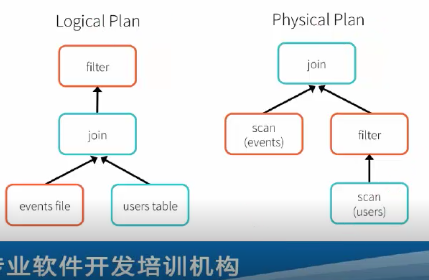 Logical Plan
filter
join
events file
users table
Physical Plan
join
scan
(events)
filter
scan
(users)
专业软件开发培训机构